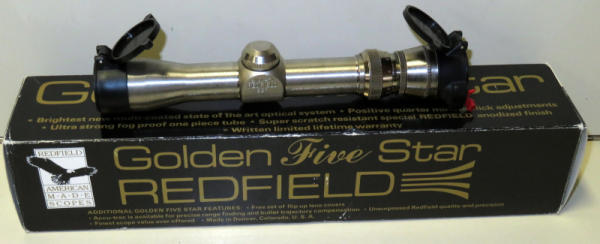 Go Star
• Brightest new multi-coated state of the art optical system • Positive quarter click adjustments
• Ultra strong fog proof one piece tube • Super scratch resistant special REDFIELD anodized finish
• Written limited lifetime warranty
REDFIELD
AMERICAN
M•A•D•E
SCOPES
Golden Five Star
REDFIELD
ADDITIONAL GOLDEN FIVE STAR FEATURES: • Free set of flip up lens covers
• Accu-trac is available for precise range finding and bullet trajectory compensation • Unsurpassed Redfield quality and precision
• Finest scope value ever offered • Made in Denver, Colorado, U.S.A.